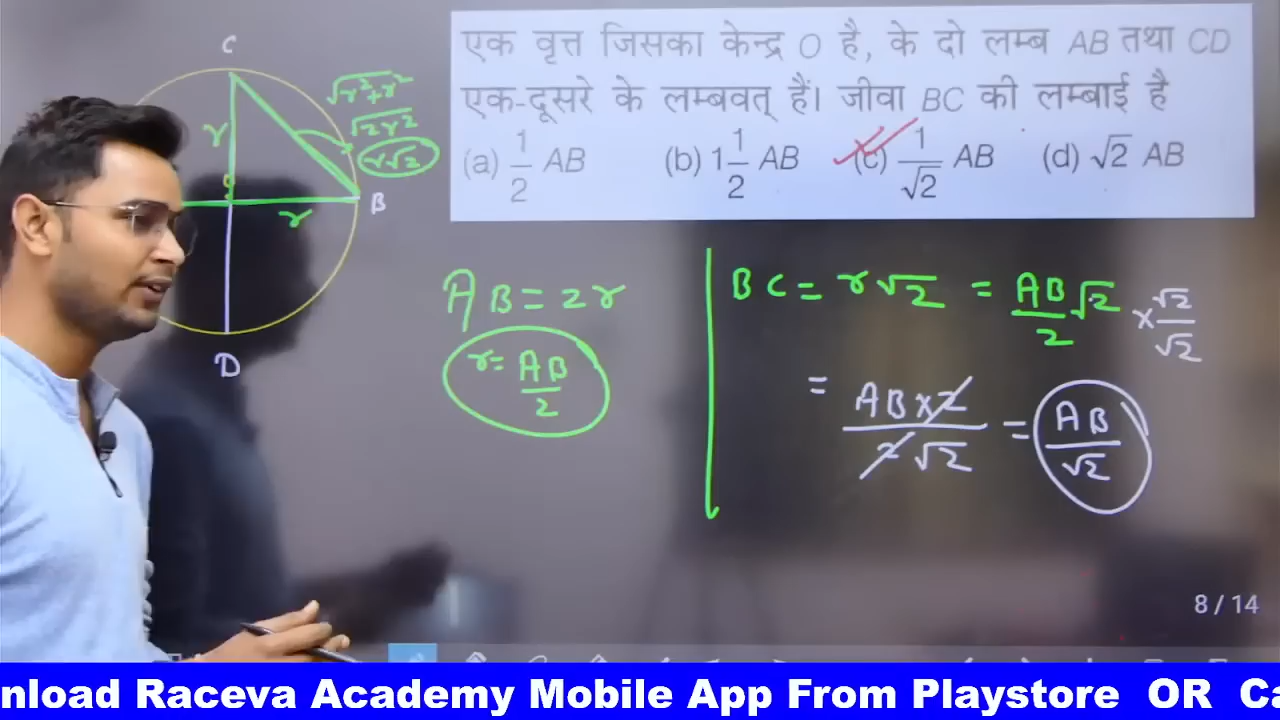 एक वृत्त जिसका केन्द्र O है, के दो लम्ब AB तथा CD
एक-दूसरे के लम्बवत् हैं। जीवा BC की लम्बाई है
(a) 1/2 AB (b) 1 1/2 AB (c) 1/√2 AB (d) √2 AB
C
√r²+r²
√2r²
r√2
r
O
r
B
D
AB = 2r
r = AB/2
BC = r√2 = AB/2 √2 × √2/√2
= AB×2/2√2 = AB/√2
8 / 14
nload Raceva Academy Mobile App From Playstore OR Ca